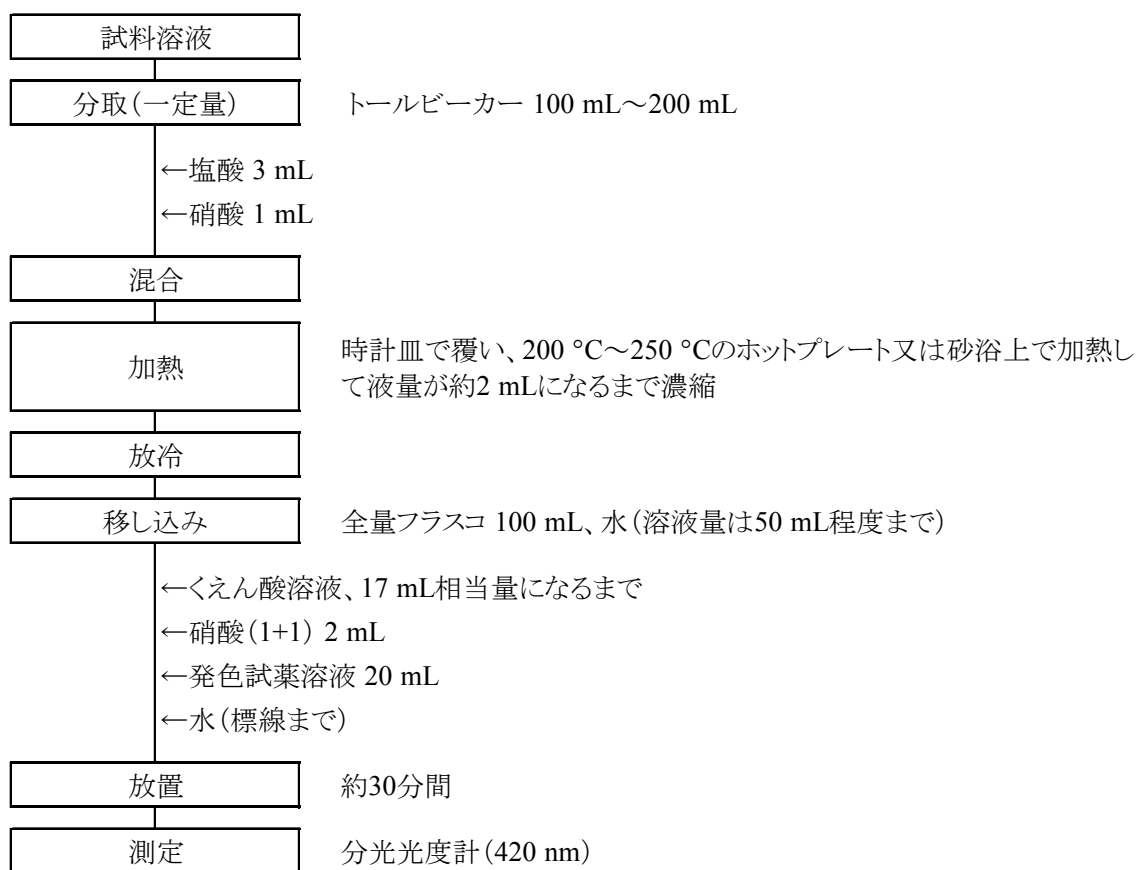 試料溶液
分取(一定量) トールビーカー 100 mL~200 mL
←塩酸 3 mL
←硝酸 1 mL
混合
加熱 時計皿で覆い、200 °C~250 °Cのホットプレート又は砂浴上で加熱し
て液量が約2 mLになるまで濃縮
放冷
移し込み 全量フラスコ 100 mL、水(溶液量は50 mL程度まで)
←くえん酸溶液、17 mL相当量になるまで
←硝酸(1+1) 2 mL
←発色試薬溶液 20 mL
←水(標線まで)
放置 約30分間
測定 分光光度計(420 nm)